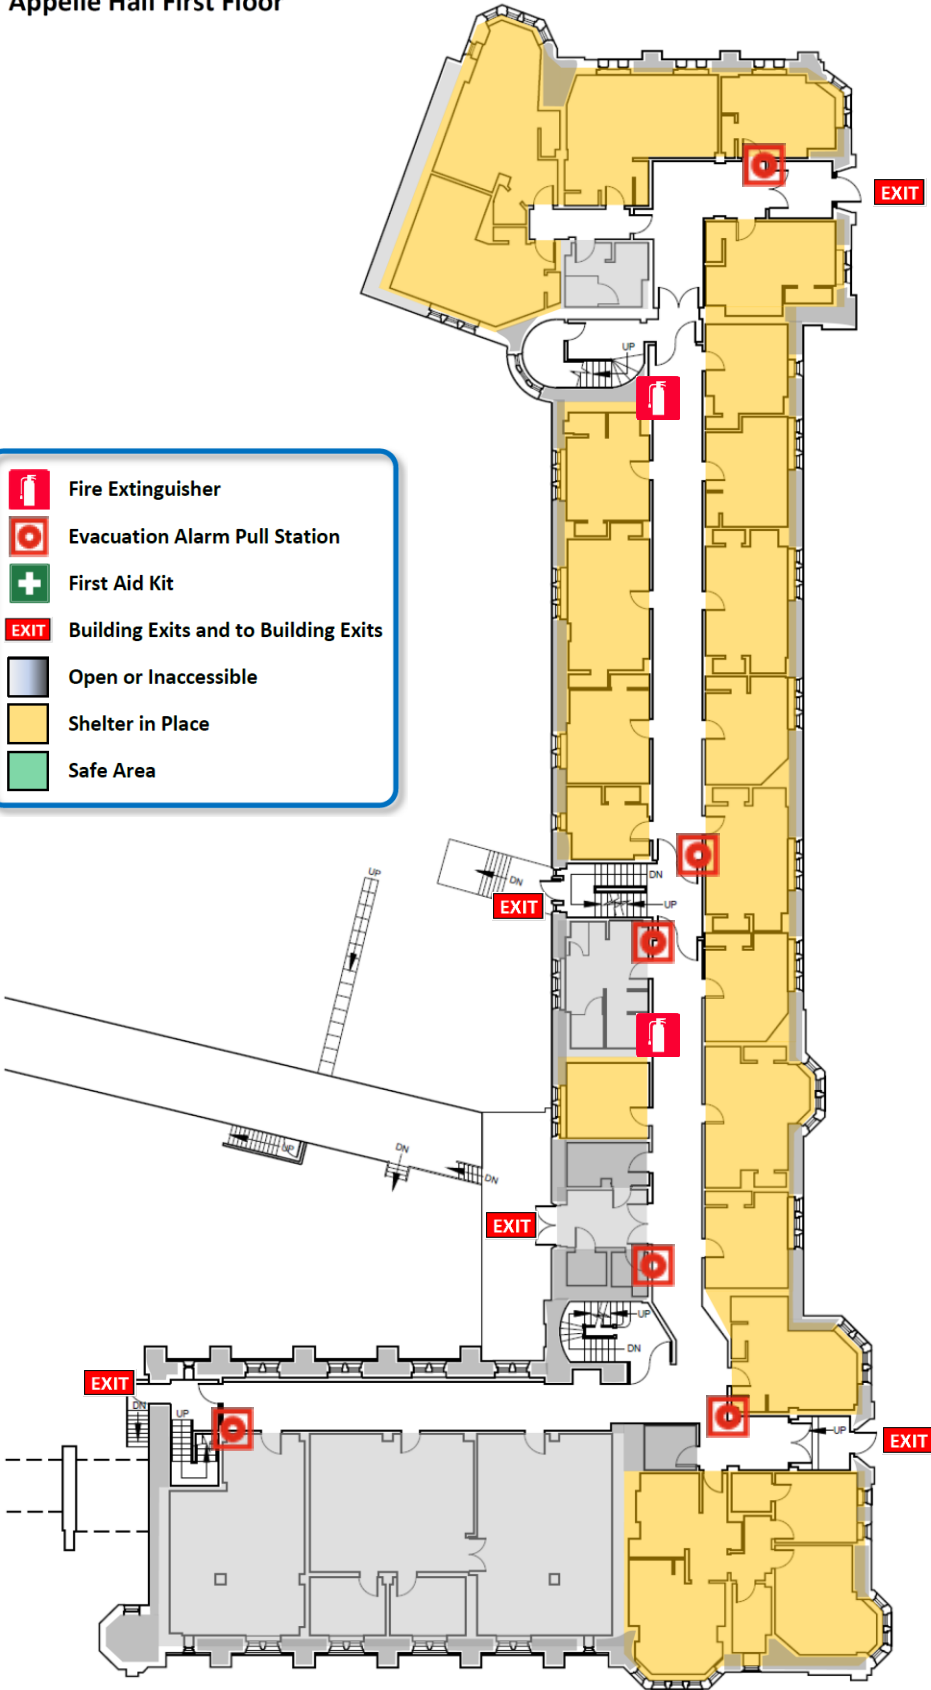 Appelle Hall First Floor
EXIT
UP
Fire Extinguisher
Evacuation Alarm Pull Station
First Aid Kit
EXIT Building Exits and to Building Exits
Open or Inaccessible
Shelter in Place
Safe Area
UP
DN
DN
EXIT
UP
UP
DN
DN
EXIT
UP
DN
EXIT
DN
UP
UP
EXIT